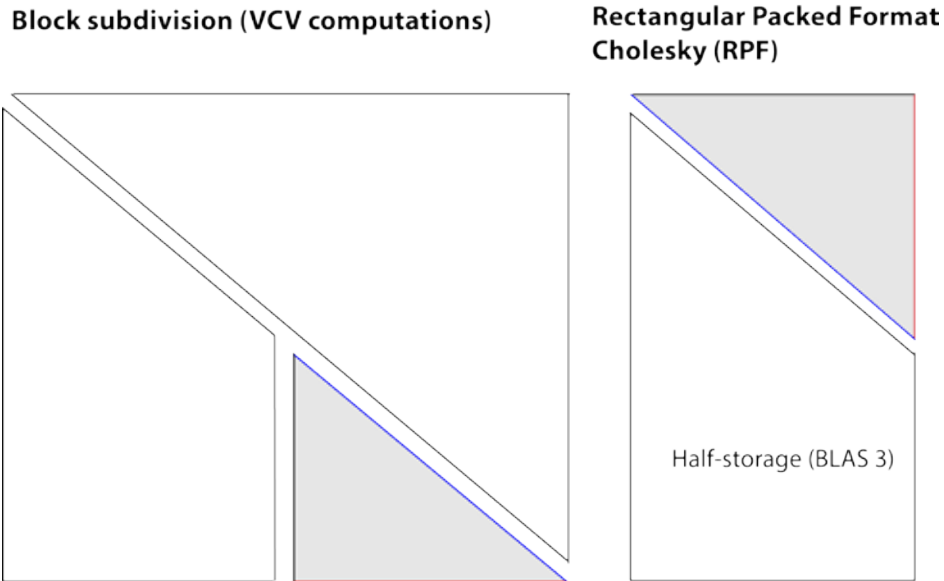 Block subdivision (VCV computations)
Rectangular Packed Format
Cholesky (RPF)
Half-storage (BLAS 3)